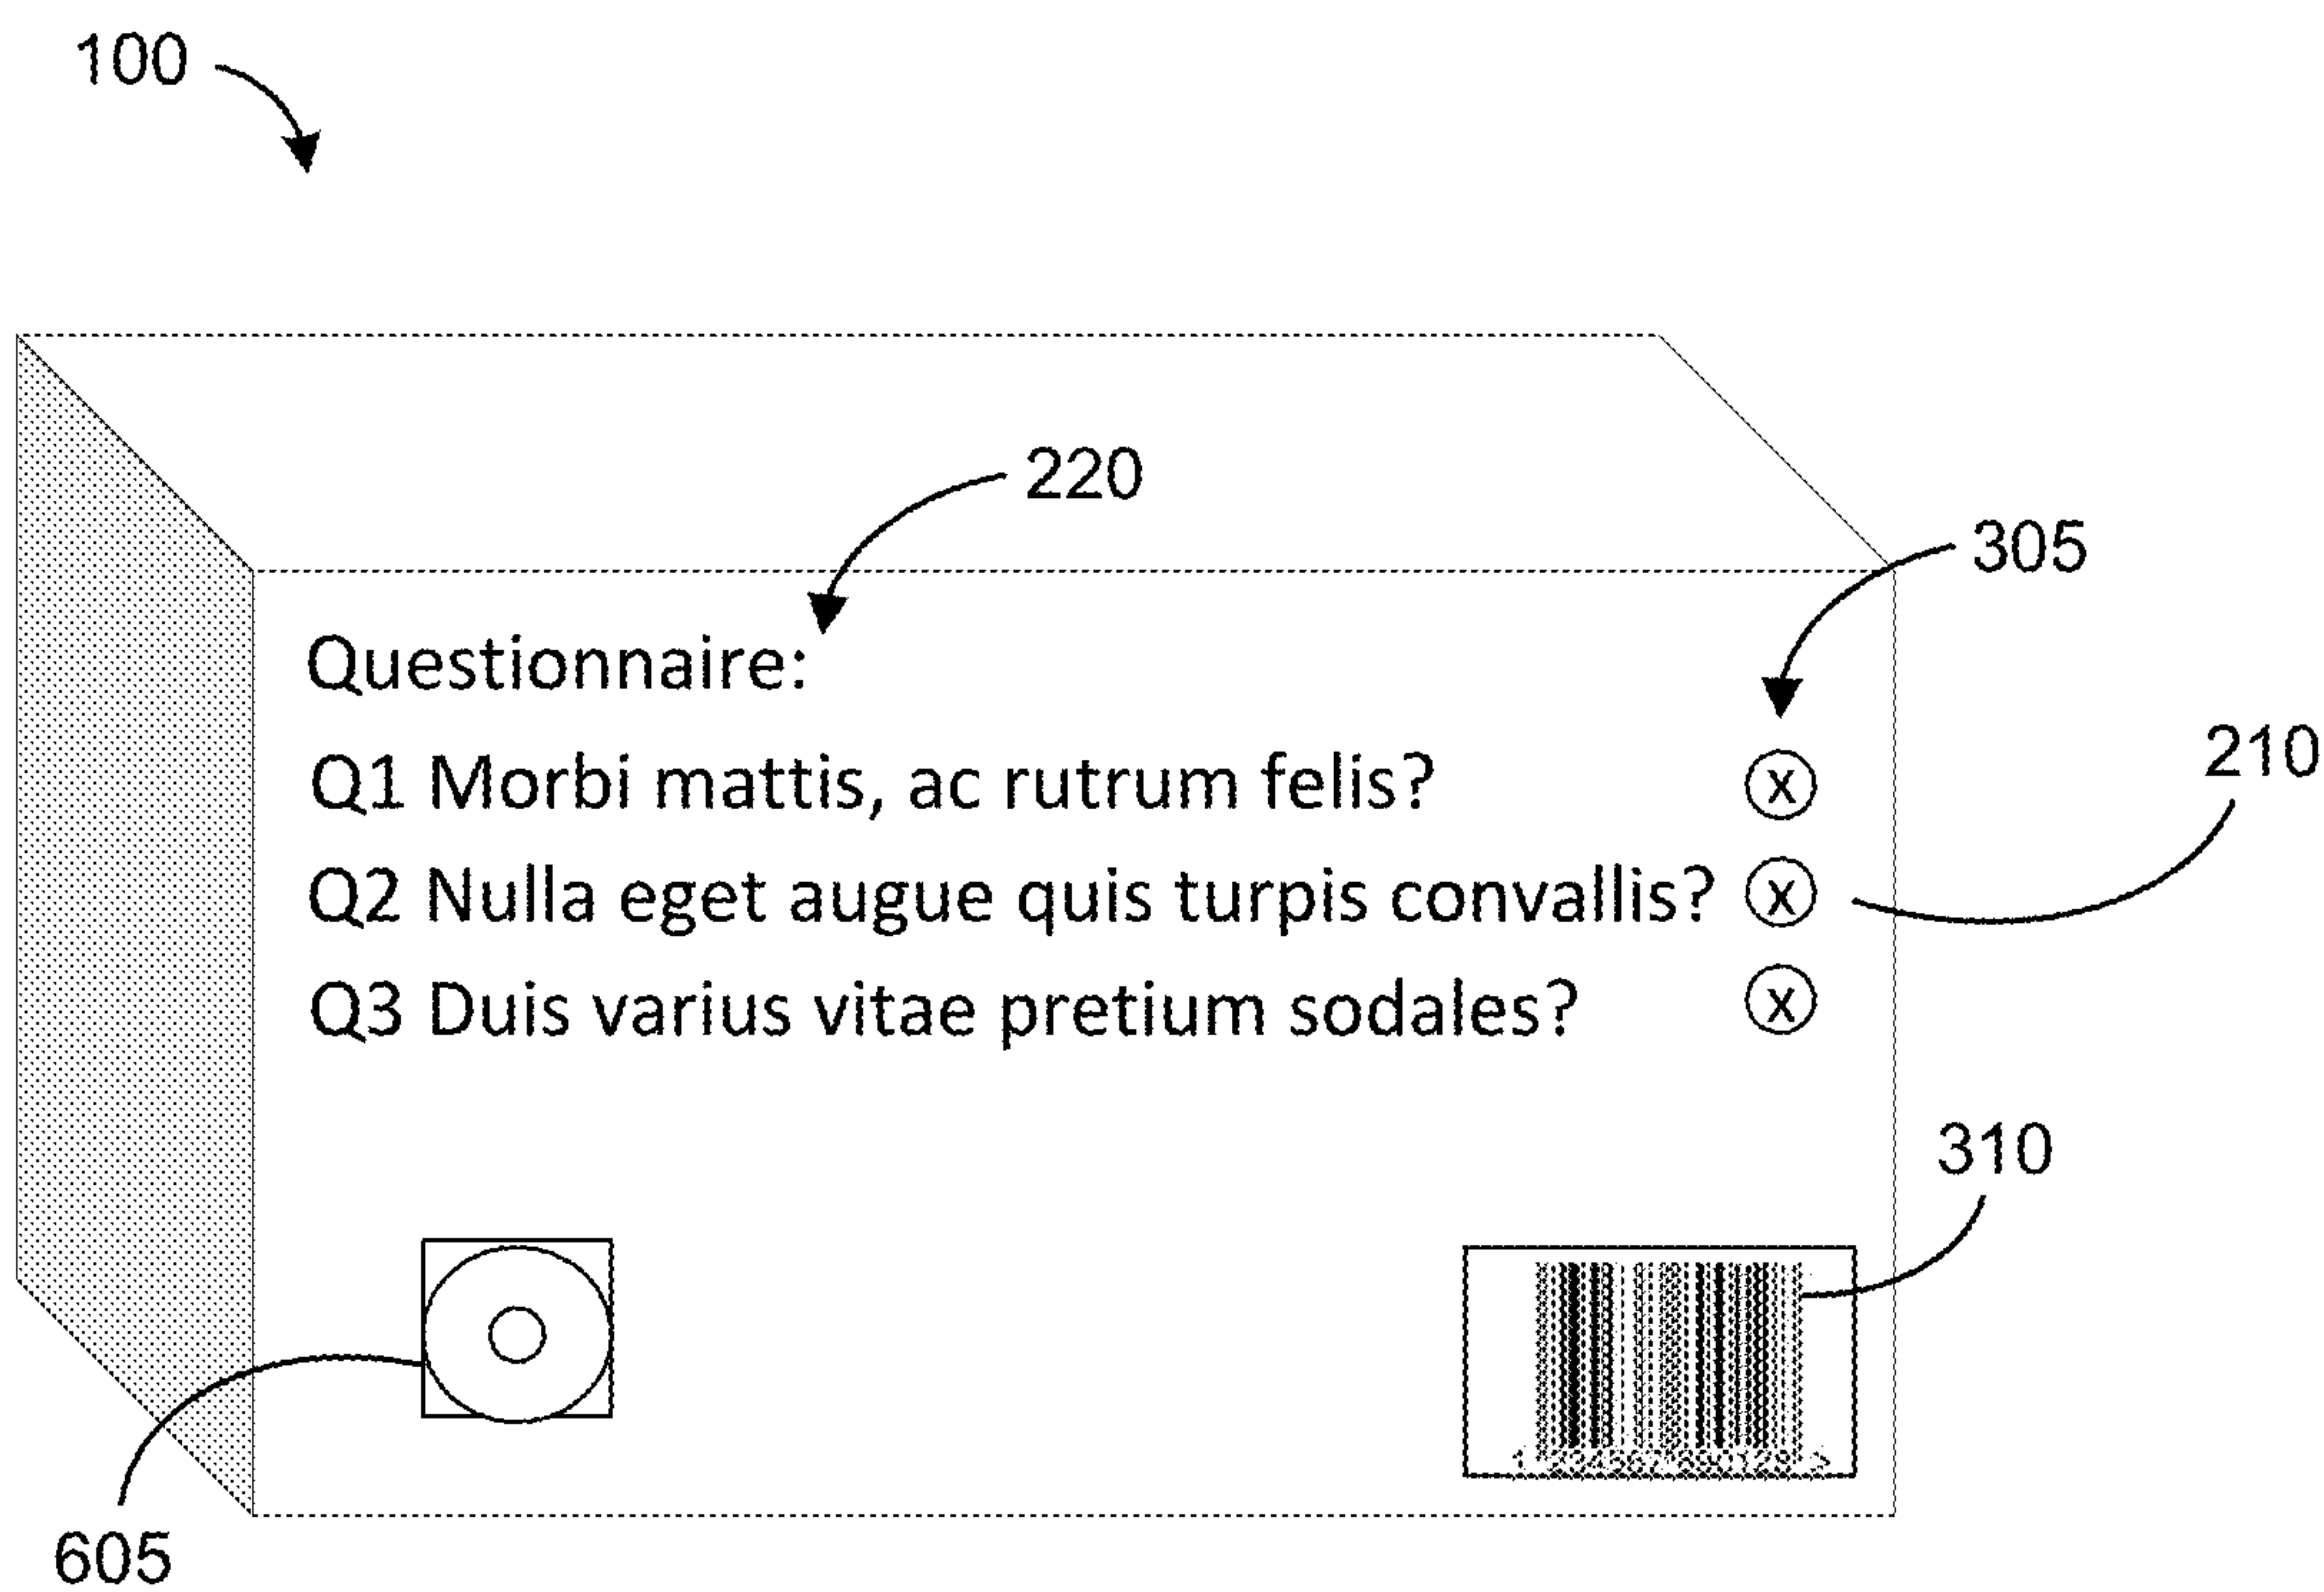 100
220
305
Questionnaire:
210
Q1 Morbi mattis, ac rutrum felis? X
Q2 Nulla eget augue quis turpis convallis? X
Q3 Duis varius vitae pretium sodales? X
310
605